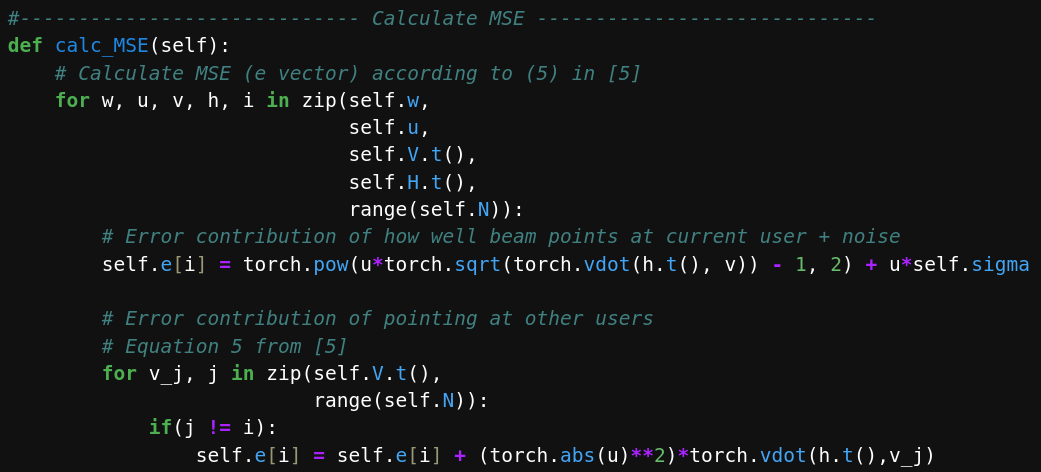 #----------------------------- Calculate MSE -----------------------------
def calc_MSE(self):
    # Calculate MSE (e vector) according to (5) in [5]
    for w, u, v, h, i in zip(self.w,
                             self.u,
                             self.V.t(),
                             self.H.t(),
                             range(self.N)):
        # Error contribution of how well beam points at current user + noise
        self.e[i] = torch.pow(u*torch.sqrt(torch.vdot(h.t(), v)) - 1, 2) + u*self.sigma
        # Error contribution of pointing at other users
        # Equation 5 from [5]
        for v_j, j in zip(self.V.t(),
                          range(self.N)):
            if(j != i):
                self.e[i] = self.e[i] + (torch.abs(u)**2)*torch.vdot(h.t(),v_j)